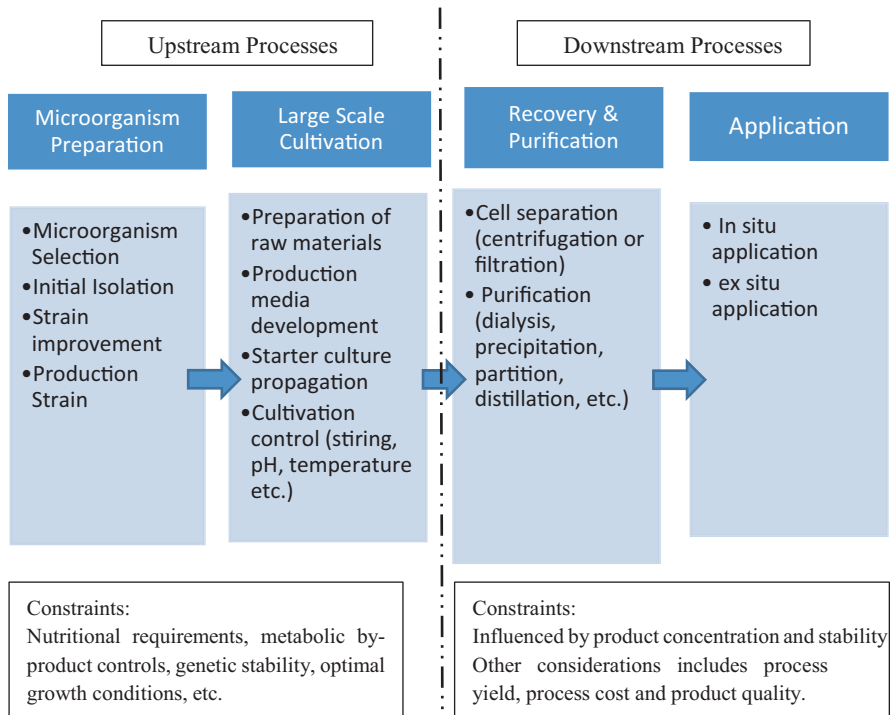 Upstream Processes
Downstream Processes
Microorganism
Preparation
Large Scale
Cultivation
Recovery &
Purification
Application
•Microorganism
Selection
•Initial Isolation
•Strain
improvement
•Production
Strain
•Preparation of
raw materials
•Production
media
development
•Starter culture
propagation
•Cultivation
control (stiring,
pH, temperature
etc.)
•Cell separation
(centrifugation or
filtration)
• Purification
(dialysis,
precipitation,
partition,
distillation, etc.)
• In situ
application
• ex situ
application
Constraints:
Nutritional requirements, metabolic by-
product controls, genetic stability, optimal
growth conditions, etc.
Constraints:
Influenced by product concentration and stability
Other considerations includes process
yield, process cost and product quality.